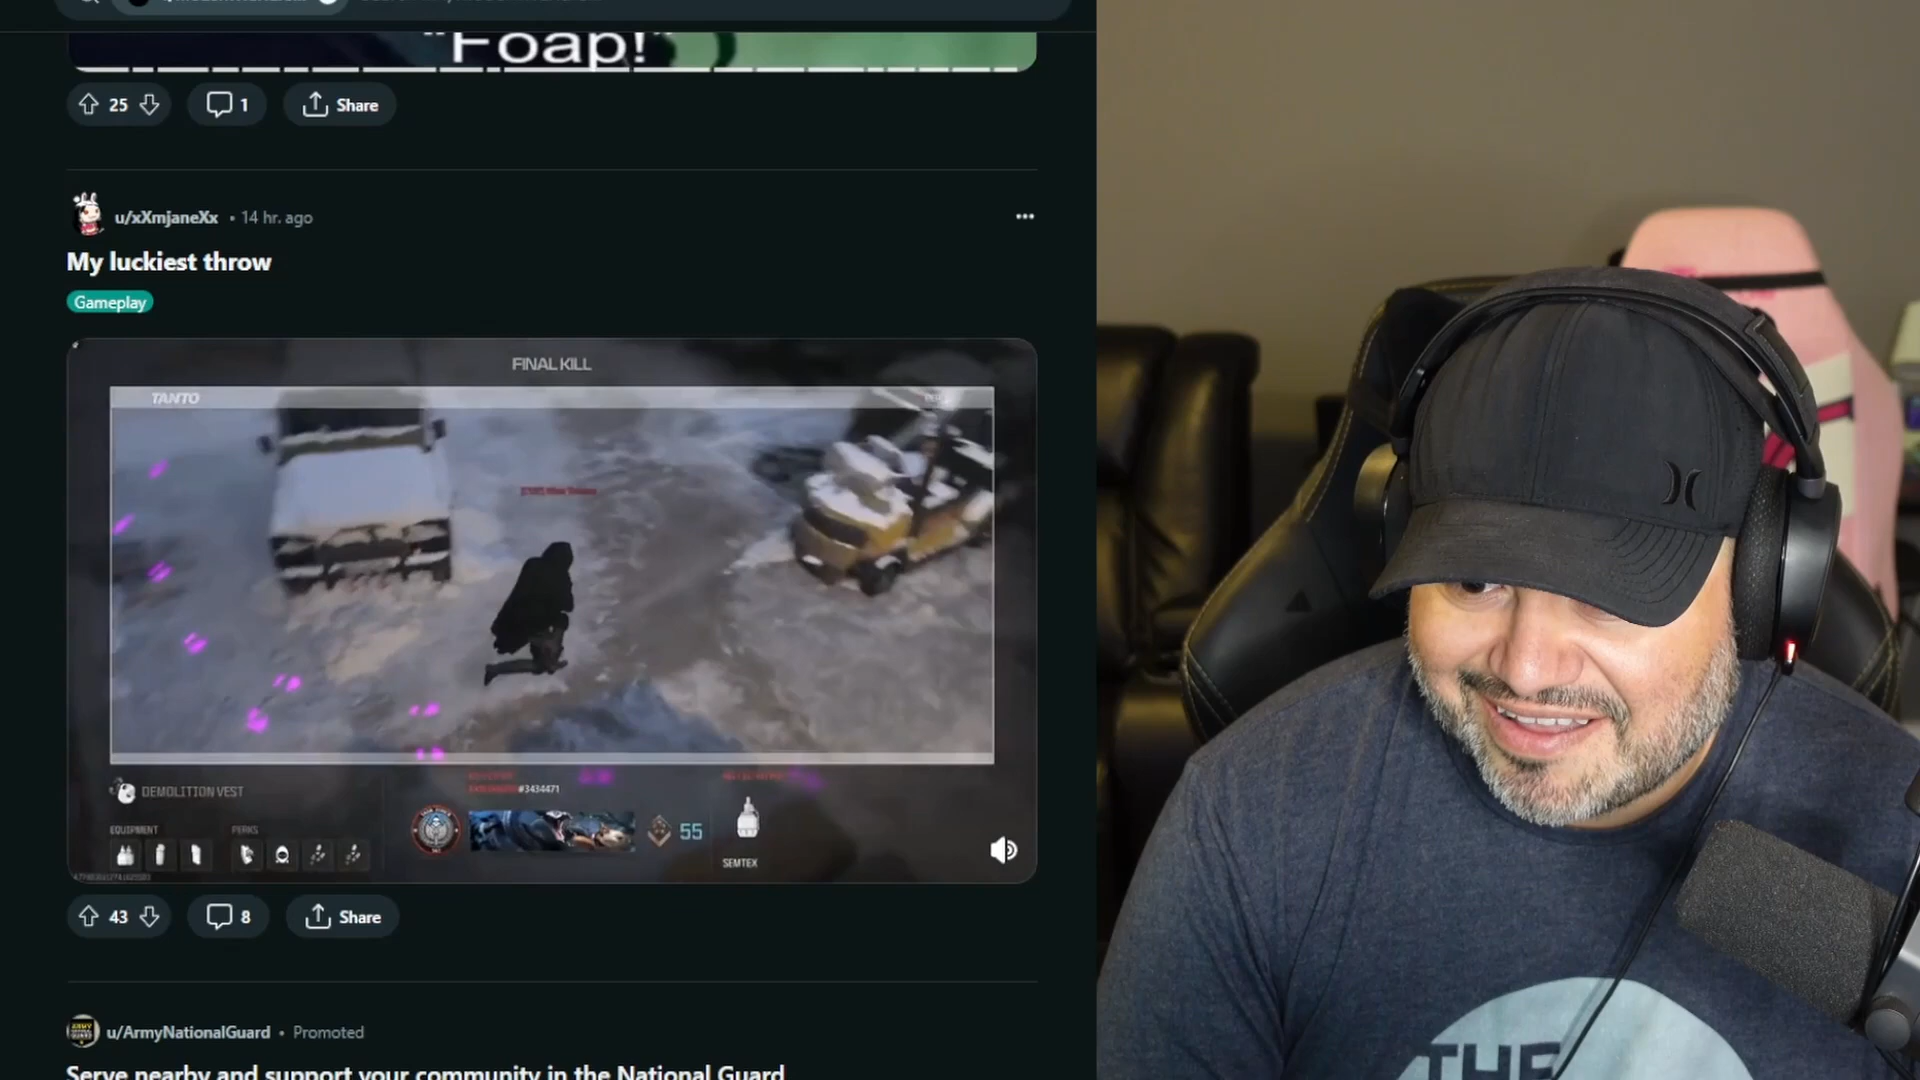 "Foap!"
25
1
Share
u/xXmjaneXx • 14 hr. ago
My luckiest throw
Gameplay
FINAL KILL
TANTO
DEMOLITION VEST
#3434471
EQUIPMENT
PERKS
55
SEMTEX
43
8
Share
u/ArmyNationalGuard • Promoted
Serve nearby and support your community in the National Guard
THE